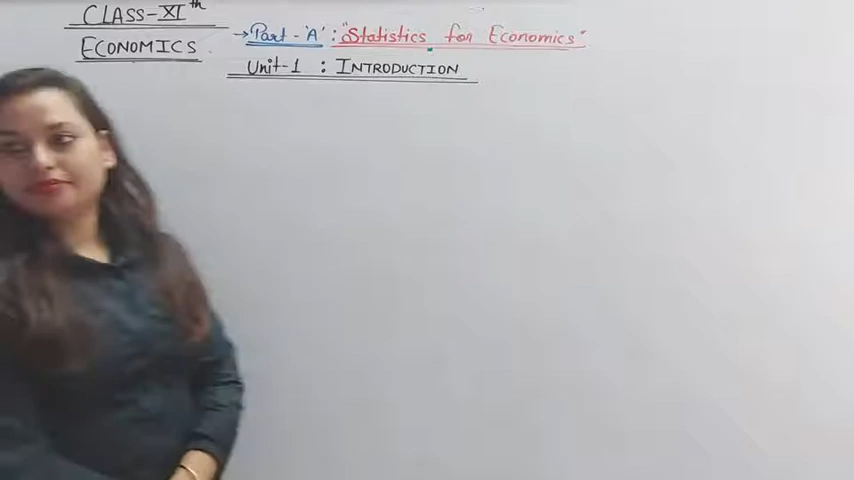 CLASS-XIth
ECONOMICS
→Part-'A' : "Statistics for Economics"
Unit-1 : INTRODUCTION